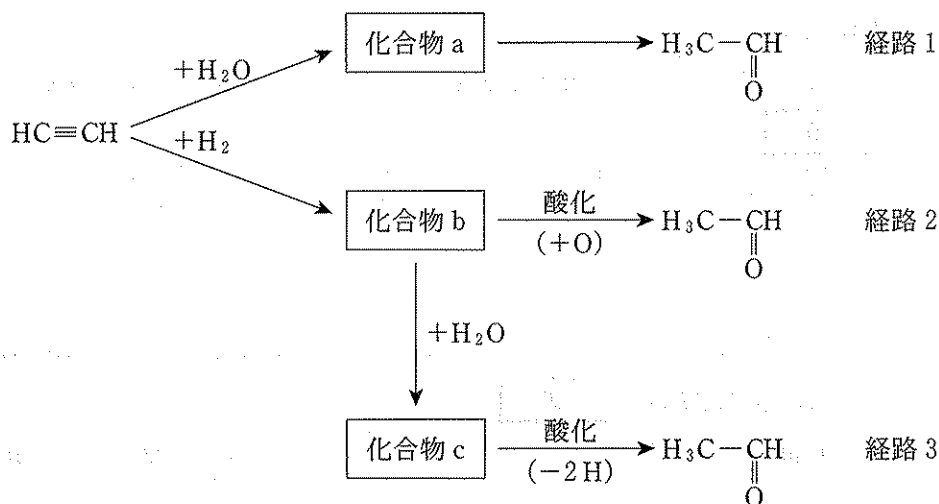 化合物 a
H₃C－CH
O
経路 1
+H₂O
HC≡CH
+H₂
化合物 b
酸化
(+O)
H₃C－CH
O
経路 2
+H₂O
化合物 c
酸化
(−2H)
H₃C－CH
O
経路 3